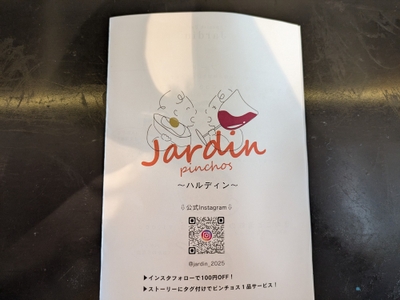 Jardin
pinchos
～ハルディン～
公式Instagram
@jardin_2025
▶インスタフォローで100円OFF！
▶ストーリーにタグ付けでピンチョス１品サービス！